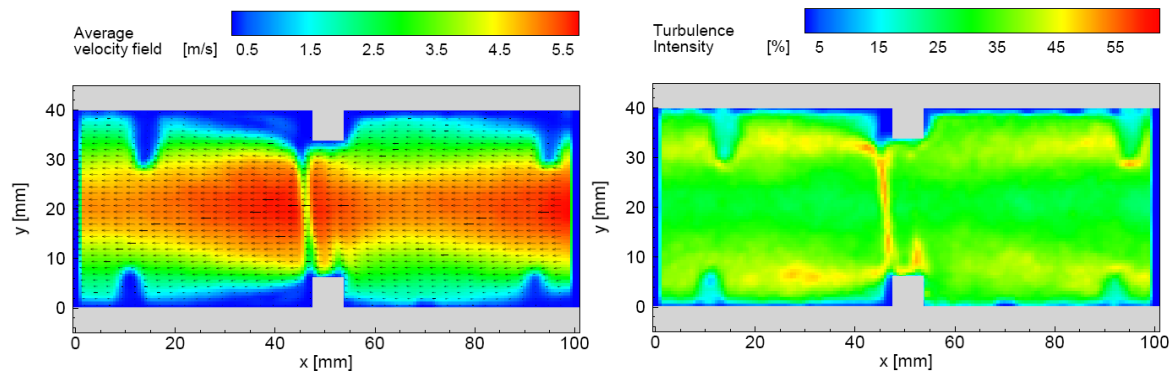 Average
velocity field [m/s]
0.5 1.5 2.5 3.5 4.5 5.5
40
30
20
10
0
y [mm]
0 20 40 60 80 100
x [mm]
Turbulence
Intensity [%]
5 15 25 35 45 55
40
30
20
10
0
y [mm]
0 20 40 60 80 100
x [mm]